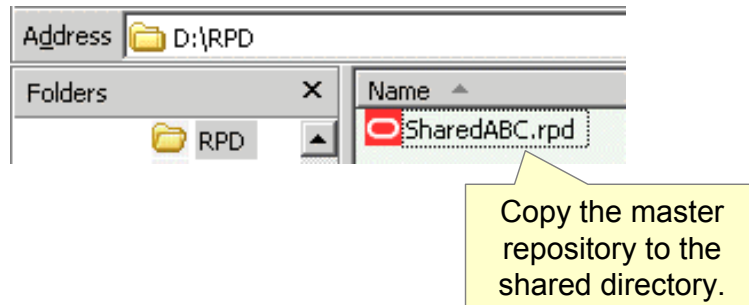 Address D:\RPD
Folders
Name
RPD
SharedABC.rpd
Copy the master
repository to the
shared directory.